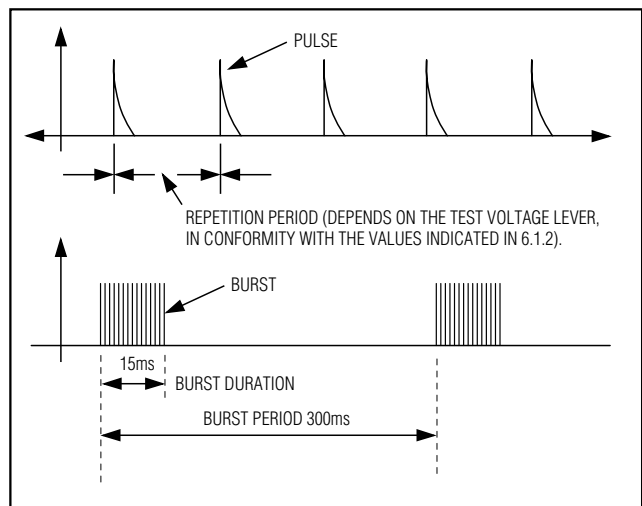 PULSE
REPETITION PERIOD (DEPENDS ON THE TEST VOLTAGE LEVER,
IN CONFORMITY WITH THE VALUES INDICATED IN 6.1.2).
BURST
15ms
BURST DURATION
BURST PERIOD 300ms